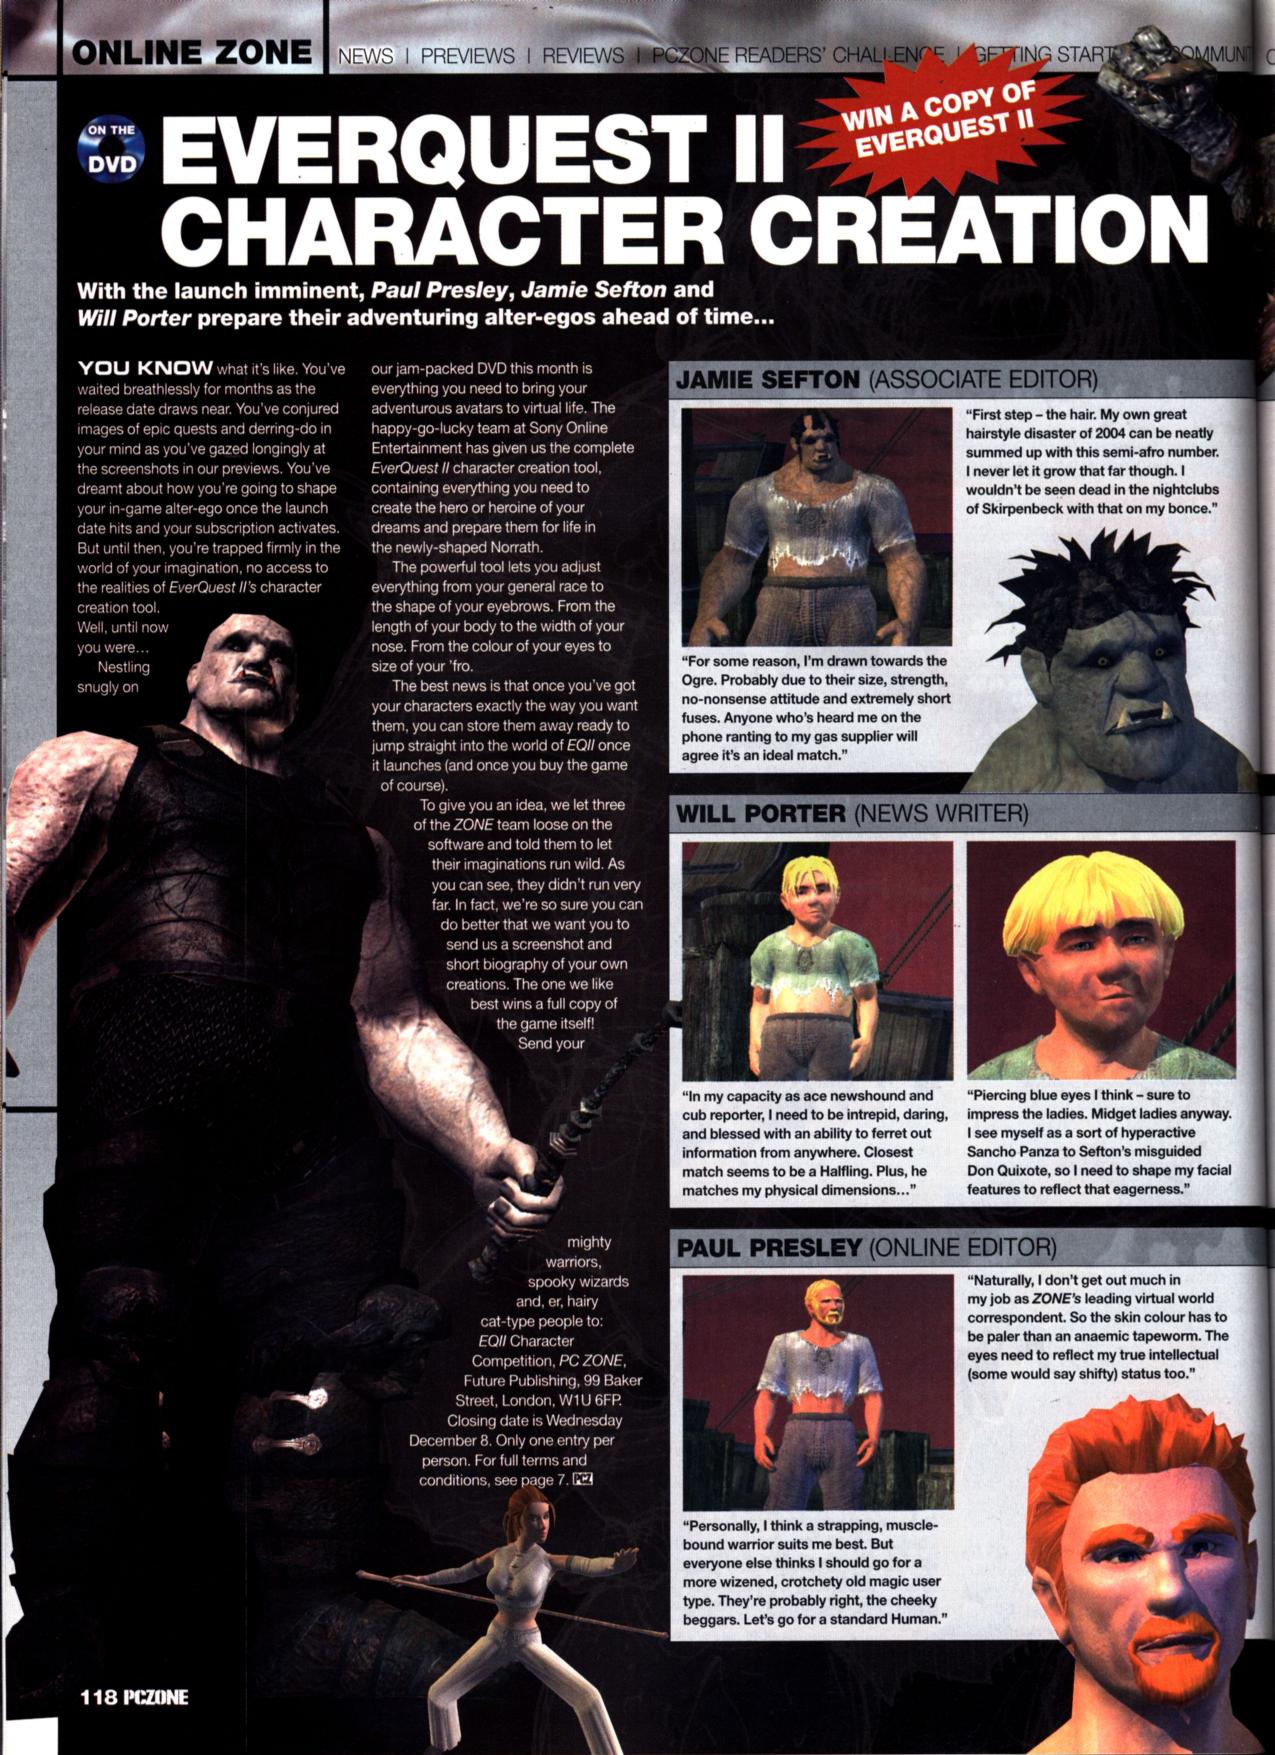 ONLINE ZONE
NEWS | PREVIEWS | REVIEWS | PCZONE READERS' CHALLENGE | GETTING START
WIN A COPY OF
EVERQUEST II
ON THE
DVD
EVERQUEST II
CHARACTER CREATION
With the launch imminent, Paul Presley, Jamie Sefton and
Will Porter prepare their adventuring alter-egos ahead of time...
YOU KNOW what it's like. You've
waited breathlessly for months as the
release date draws near. You've conjured
images of epic quests and derring-do in
your mind as you've gazed longingly at
the screenshots in our previews. You've
dreamt about how you're going to shape
your in-game alter-ego once the launch
date hits and your subscription activates.
But until then, you're trapped firmly in the
world of your imagination, no access to
the realities of EverQuest II's character
creation tool.
Well, until now
you were...
Nestling
snugly on
our jam-packed DVD this month is
everything you need to bring your
adventurous avatars to virtual life. The
happy-go-lucky team at Sony Online
Entertainment has given us the complete
EverQuest II character creation tool,
containing everything you need to
create the hero or heroine of your
dreams and prepare them for life in
the newly-shaped Norrath.
The powerful tool lets you adjust
everything from your general race to
the shape of your eyebrows. From the
length of your body to the width of your
nose. From the colour of your eyes to
size of your 'fro.
The best news is that once you've got
your characters exactly the way you want
them, you can store them away ready to
jump straight into the world of EQII once
it launches (and once you buy the game
of course).
To give you an idea, we let three
of the ZONE team loose on the
software and told them to let
their imaginations run wild. As
you can see, they didn't run very
far. In fact, we're so sure you can
do better that we want you to
send us a screenshot and
short biography of your own
creations. The one we like
best wins a full copy of
the game itself!
Send your
mighty
warriors,
spooky wizards
and, er, hairy
cat-type people to:
EQII Character
Competition, PC ZONE,
Future Publishing, 99 Baker
Street, London, W1U 6FP.
Closing date is Wednesday
December 8. Only one entry per
person. For full terms and
conditions, see page 7. PCZ
JAMIE SEFTON (ASSOCIATE EDITOR)
"First step – the hair. My own great
hairstyle disaster of 2004 can be neatly
summed up with this semi-afro number.
I never let it grow that far though. I
wouldn't be seen dead in the nightclubs
of Skirpenbeck with that on my bonce."
"For some reason, I'm drawn towards the
Ogre. Probably due to their size, strength,
no-nonsense attitude and extremely short
fuses. Anyone who's heard me on the
phone ranting to my gas supplier will
agree it's an ideal match."
WILL PORTER (NEWS WRITER)
"In my capacity as ace newshound and
cub reporter, I need to be intrepid, daring,
and blessed with an ability to ferret out
information from anywhere. Closest
match seems to be a Halfling. Plus, he
matches my physical dimensions..."
"Piercing blue eyes I think – sure to
impress the ladies. Midget ladies anyway.
I see myself as a sort of hyperactive
Sancho Panza to Sefton's misguided
Don Quixote, so I need to shape my facial
features to reflect that eagerness."
PAUL PRESLEY (ONLINE EDITOR)
"Naturally, I don't get out much in
my job as ZONE's leading virtual world
correspondent. So the skin colour has to
be paler than an anaemic tapeworm. The
eyes need to reflect my true intellectual
(some would say shifty) status too."
"Personally, I think a strapping, muscle-
bound warrior suits me best. But
everyone else thinks I should go for a
more wizened, crotchety old magic user
type. They're probably right, the cheeky
beggars. Let's go for a standard Human."
118 PCZONE